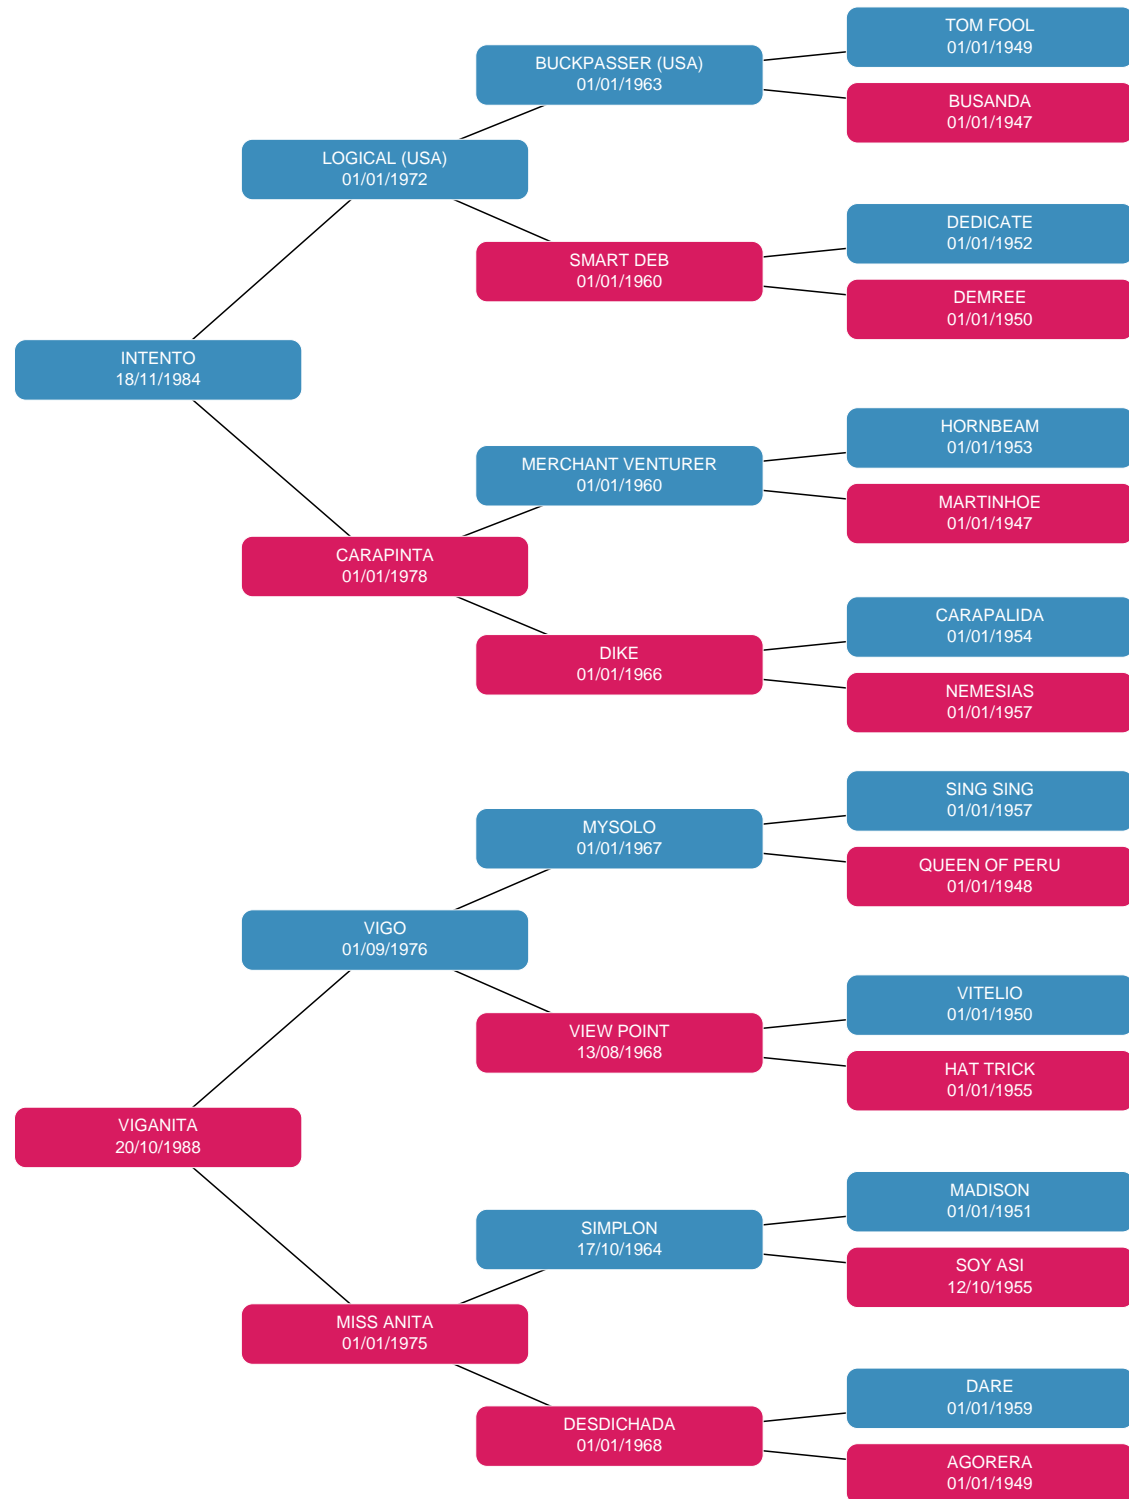 TOM FOOL
01/01/1949
BUCKPASSER (USA)
01/01/1963
BUSANDA
01/01/1947
LOGICAL (USA)
01/01/1972
DEDICATE
01/01/1952
SMART DEB
01/01/1960
DEMREE
01/01/1950
INTENTO
18/11/1984
HORNBEAM
01/01/1953
MERCHANT VENTURER
01/01/1960
MARTINHOE
01/01/1947
CARAPINTA
01/01/1978
CARAPALIDA
01/01/1954
DIKE
01/01/1966
NEMESIAS
01/01/1957
SING SING
01/01/1957
MYSOLO
01/01/1967
QUEEN OF PERU
01/01/1948
VIGO
01/09/1976
VITELIO
01/01/1950
VIEW POINT
13/08/1968
HAT TRICK
01/01/1955
VIGANITA
20/10/1988
MADISON
01/01/1951
SIMPLON
17/10/1964
SOY ASI
12/10/1955
MISS ANITA
01/01/1975
DARE
01/01/1959
DESDICHADA
01/01/1968
AGORERA
01/01/1949